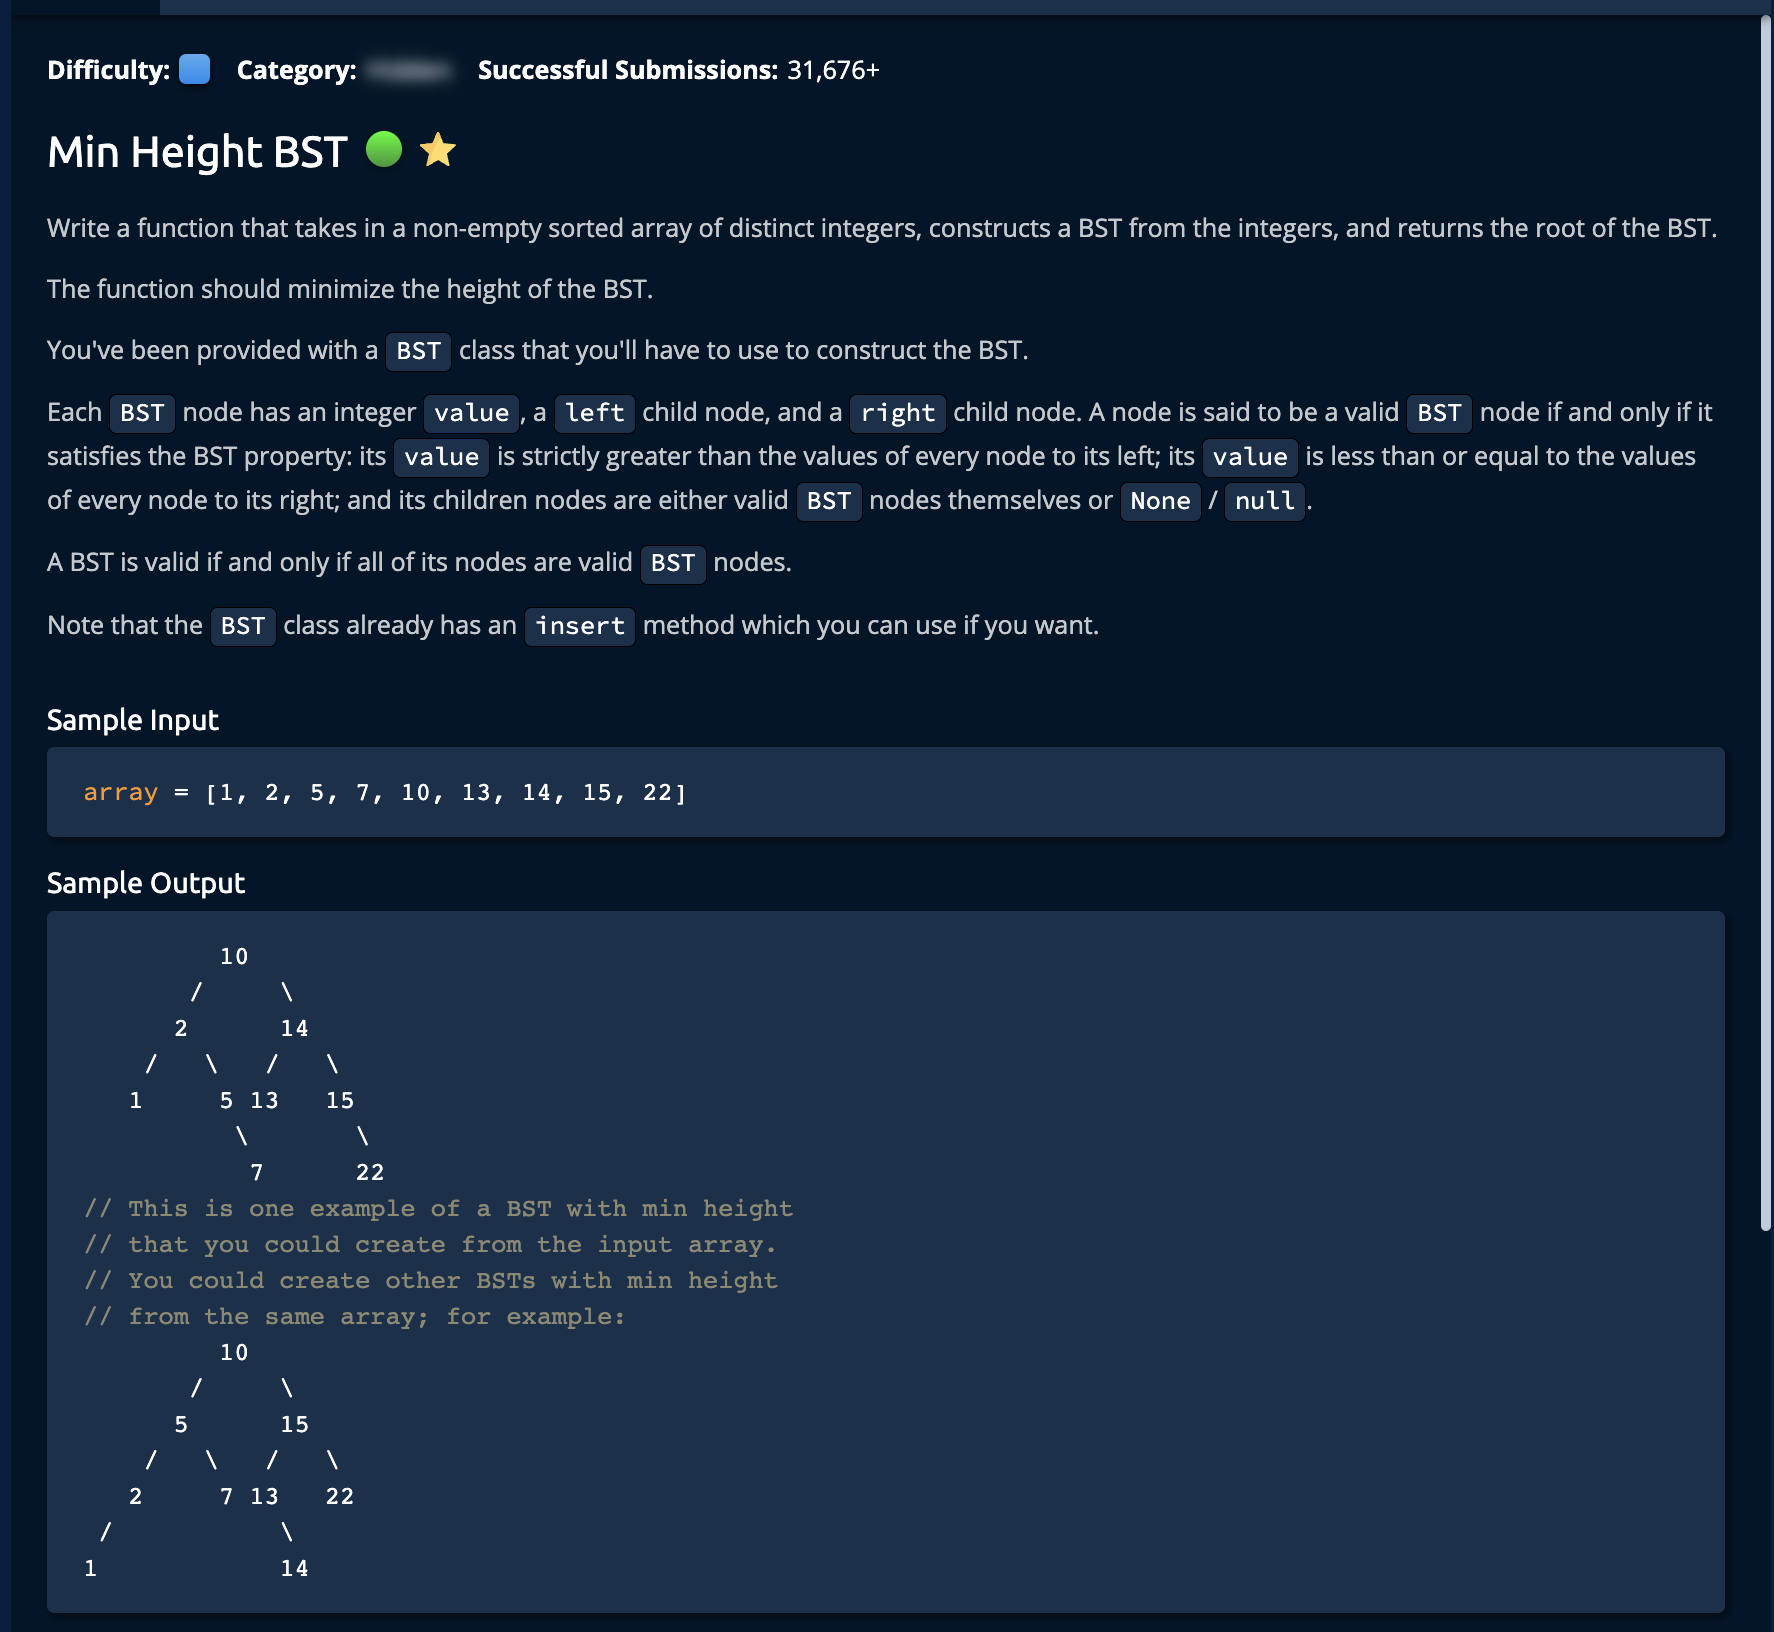 Difficulty: Category: Successful Submissions: 31,676+
Min Height BST
Write a function that takes in a non-empty sorted array of distinct integers, constructs a BST from the integers, and returns the root of the BST.
The function should minimize the height of the BST.
You've been provided with a BST class that you'll have to use to construct the BST.
Each BST node has an integer value, a left child node, and a right child node. A node is said to be a valid BST node if and only if it
satisfies the BST property: its value is strictly greater than the values of every node to its left; its value is less than or equal to the values
of every node to its right; and its children nodes are either valid BST nodes themselves or None / null.
A BST is valid if and only if all of its nodes are valid BST nodes.
Note that the BST class already has an insert method which you can use if you want.
Sample Input
array = [1, 2, 5, 7, 10, 13, 14, 15, 22]
Sample Output
         10
       /     \
      2      14
    /   \   /   \
   1     5 13   15
          \       \
           7      22
// This is one example of a BST with min height
// that you could create from the input array.
// You could create other BSTs with min height
// from the same array; for example:
         10
       /     \
      5      15
    /   \   /   \
   2     7 13   22
 /           \
1            14